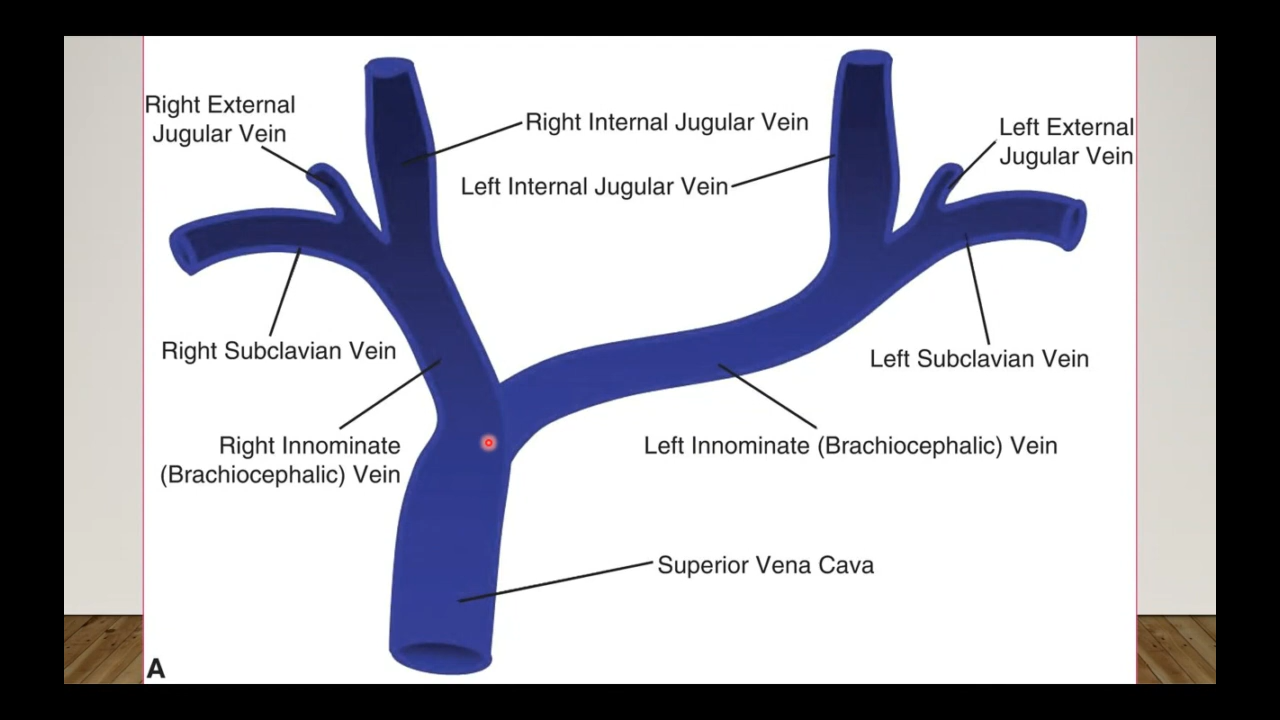 Right External
Jugular Vein
Right Internal Jugular Vein
Left External
Jugular Vein
Left Internal Jugular Vein
Right Subclavian Vein
Left Subclavian Vein
Right Innominate
(Brachiocephalic) Vein
Left Innominate (Brachiocephalic) Vein
Superior Vena Cava
A